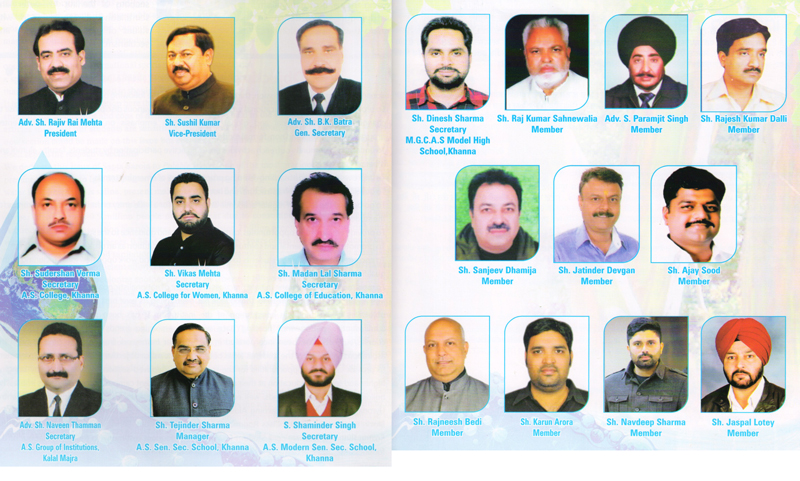 Adv. Sh. Rajiv Rai Mehta
President
Sh. Sushil Kumar
Vice-President
Adv. Sh. B.K. Batra
Gen. Secretary
Sh. Sudershan Verma
Secretary
A.S. College, Khanna
Sh. Vikas Mehta
Secretary
A.S. College for Women, Khanna
Sh. Madan Lal Sharma
Secretary
A.S. College of Education, Khanna
Adv. Sh. Naveen Thamman
Secretary
A.S. Group of Institutions,
Kalal Majra
Sh. Tejinder Sharma
Manager
A.S. Sen. Sec. School, Khanna
S. Shaminder Singh
Secretary
A.S. Modern Sen. Sec. School,
Khanna
Sh. Dinesh Sharma
Secretary
M.G.C.A.S Model High
School,Khanna
Sh. Raj Kumar Sahnewalia
Member
Adv. S. Paramjit Singh
Member
Sh. Rajesh Kumar Dalli
Member
Sh. Sanjeev Dhamija
Member
Sh. Jatinder Devgan
Member
Sh. Ajay Sood
Member
Sh. Rajneesh Bedi
Member
Sh. Karun Arora
Member
Sh. Navdeep Sharma
Member
Sh. Jaspal Lotey
Member